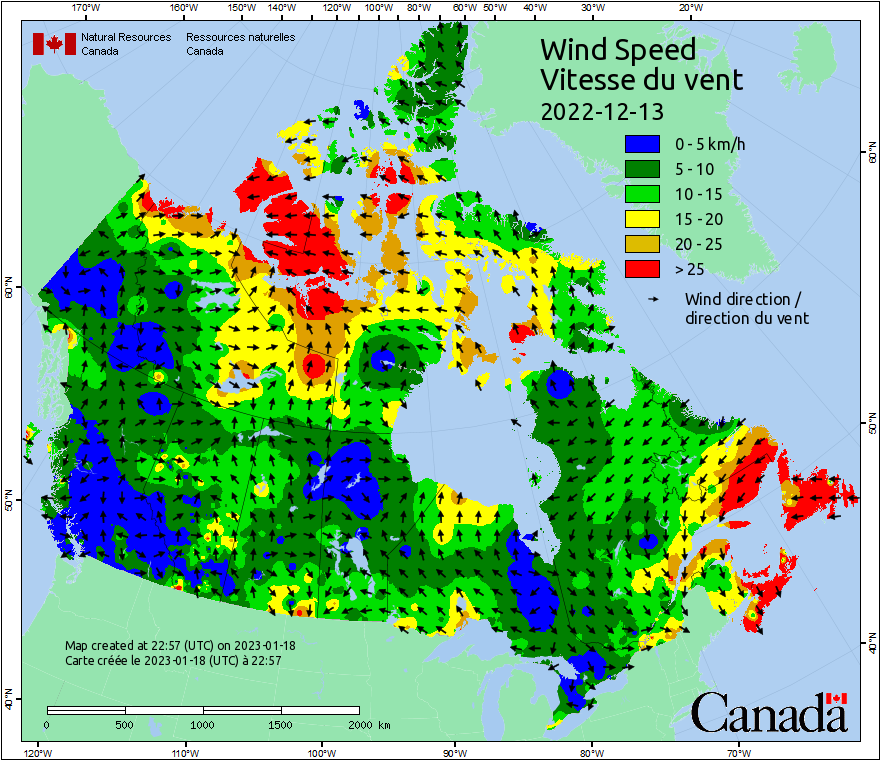 170°W 160°W 150°W 140°W 120°W 100°W 80°W 60°W 50°W 40°W 30°W 20°W
Natural Resources Ressources naturelles
Canada Canada
Wind Speed
Vitesse du vent
2022-12-13
0 - 5 km/h
5 - 10
10 - 15
15 - 20
20 - 25
> 25
Wind direction /
direction du vent
60°N
60°N
50°N
50°N
40°N
40°N
Map created at 22:57 (UTC) on 2023-01-18
Carte créée le 2023-01-18 (UTC) à 22:57
0 500 1000 1500 2000 km
Canada
120°W 110°W 100°W 90°W 80°W 70°W